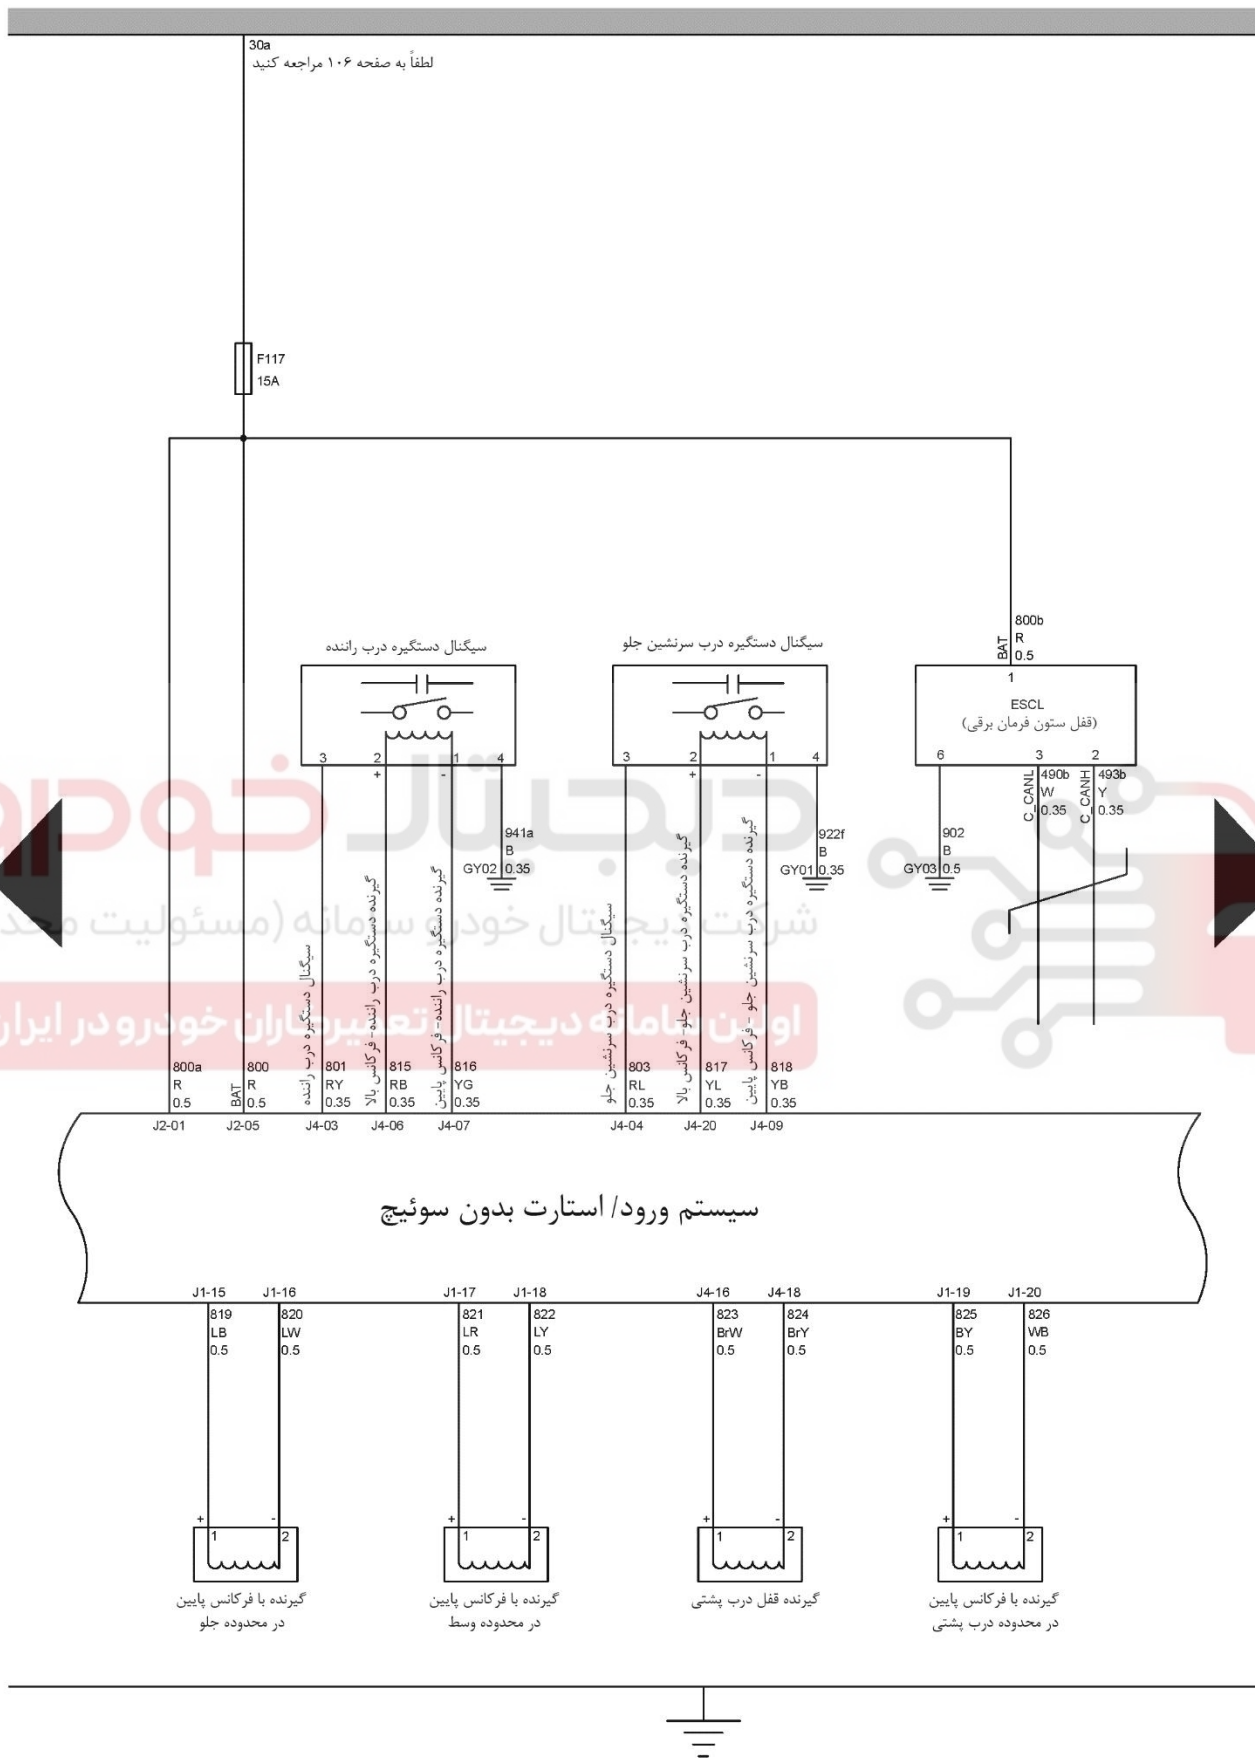 30a
لطفاً به صفحه ۱۰۶ مراجعه کنید
F117
15A
800b
R
0.5
BAT
سیگنال دستگیره درب راننده
سیگنال دستگیره درب سرنشین جلو
1
ESCL
(قفل ستون فرمان برقی)
3
2
1
4
+
-
3
2
1
4
+
-
6
3
2
C_CANL
490b
W
0.35
C_CANH
493b
Y
0.35
941a
B
GY02 0.35
922f
B
GY01 0.35
902
B
GY03 0.5
دیجیتال خودرو
شرکت دیجیتال خودرو سامانه (مسئولیت محد
اولین سامانه دیجیتال تعمیرکاران خودرو در ایران
سیگنال دستگیره درب راننده
گیرنده دستگیره درب راننده- فرکانس بالا
گیرنده دستگیره درب راننده- فرکانس پایین
سیگنال دستگیره درب سرنشین جلو
گیرنده دستگیره درب سرنشین جلو- فرکانس بالا
گیرنده دستگیره درب سرنشین جلو - فرکانس پایین
800a
R
0.5
BAT
800
R
0.5
801
RY
0.35
815
RB
0.35
816
YG
0.35
803
RL
0.35
817
YL
0.35
818
YB
0.35
J2-01 J2-05 J4-03 J4-06 J4-07 J4-04 J4-20 J4-09
سیستم ورود/ استارت بدون سوئیچ
J1-15 J1-16 J1-17 J1-18 J4-16 J4-18 J1-19 J1-20
819
LB
0.5
820
LW
0.5
821
LR
0.5
822
LY
0.5
823
BrW
0.5
824
BrY
0.5
825
BY
0.5
826
WB
0.5
+ - + - + - + -
1 2 1 2 1 2 1 2
گیرنده با فرکانس پایین
در محدوده جلو
گیرنده با فرکانس پایین
در محدوده وسط
گیرنده قفل درب پشتی
گیرنده با فرکانس پایین
در محدوده درب پشتی